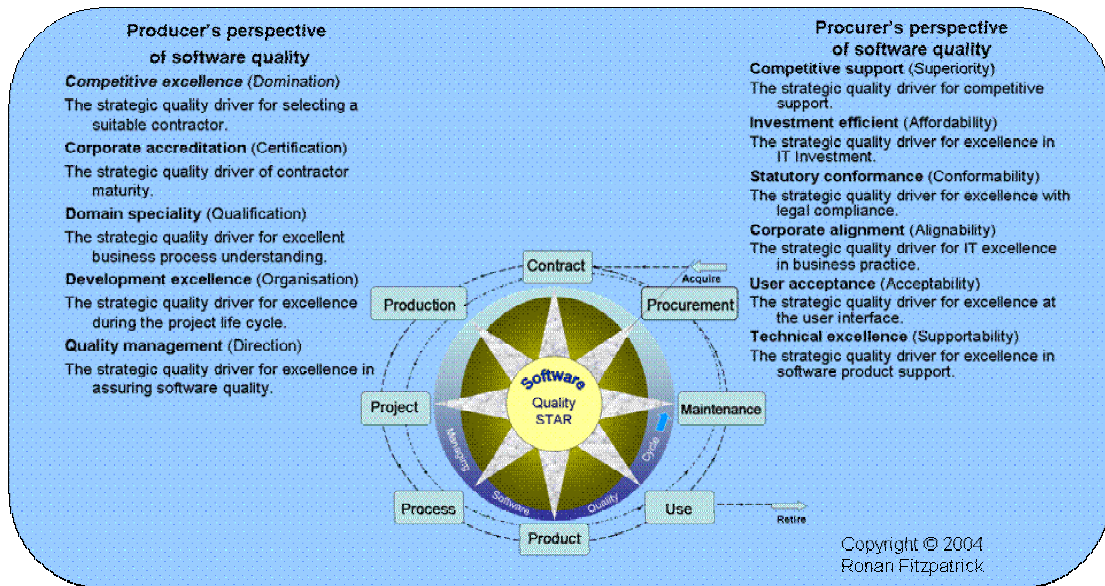 Producer's perspective
of software quality
Competitive excellence (Domination)
The strategic quality driver for selecting a
suitable contractor.
Corporate accreditation (Certification)
The strategic quality driver of contractor
maturity.
Domain speciality (Qualification)
The strategic quality driver for excellent
business process understanding.
Development excellence (Organisation)
The strategic quality driver for excellence
during the project life cycle.
Quality management (Direction)
The strategic quality driver for excellence in
assuring software quality.
Procurer's perspective
of software quality
Competitive support (Superiority)
The strategic quality driver for competitive
support.
Investment efficient (Affordability)
The strategic quality driver for excellence in
IT Investment.
Statutory conformance (Conformability)
The strategic quality driver for excellence with
legal compliance.
Corporate alignment (Alignability)
The strategic quality driver for IT excellence
in business practice.
User acceptance (Acceptability)
The strategic quality driver for excellence at
the user interface.
Technical excellence (Supportability)
The strategic quality driver for excellence in
software product support.
Contract
Acquire
Production
Procurement
Software
Quality
STAR
Project
Maintenance
Managing
Software
Quality
Cycle
Process
Use
Product
Retire
Copyright © 2004
Ronan Fitzpatrick